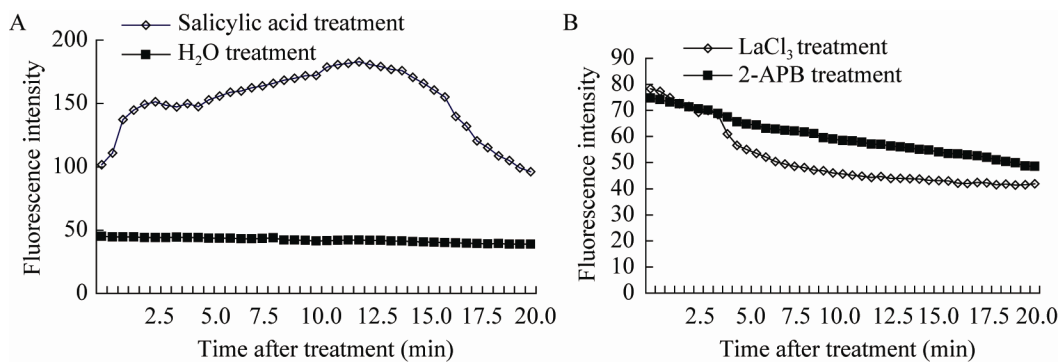 A
Salicylic acid treatment
H₂O treatment
200
150
100
50
0
Fluorescence intensity
2.5 5.0 7.5 10.0 12.5 15.0 17.5 20.0
Time after treatment (min)
B
LaCl₃ treatment
2-APB treatment
90
80
70
60
50
40
30
20
10
0
Fluorescence intensity
2.5 5.0 7.5 10.0 12.5 15.0 17.5 20.0
Time after treatment (min)